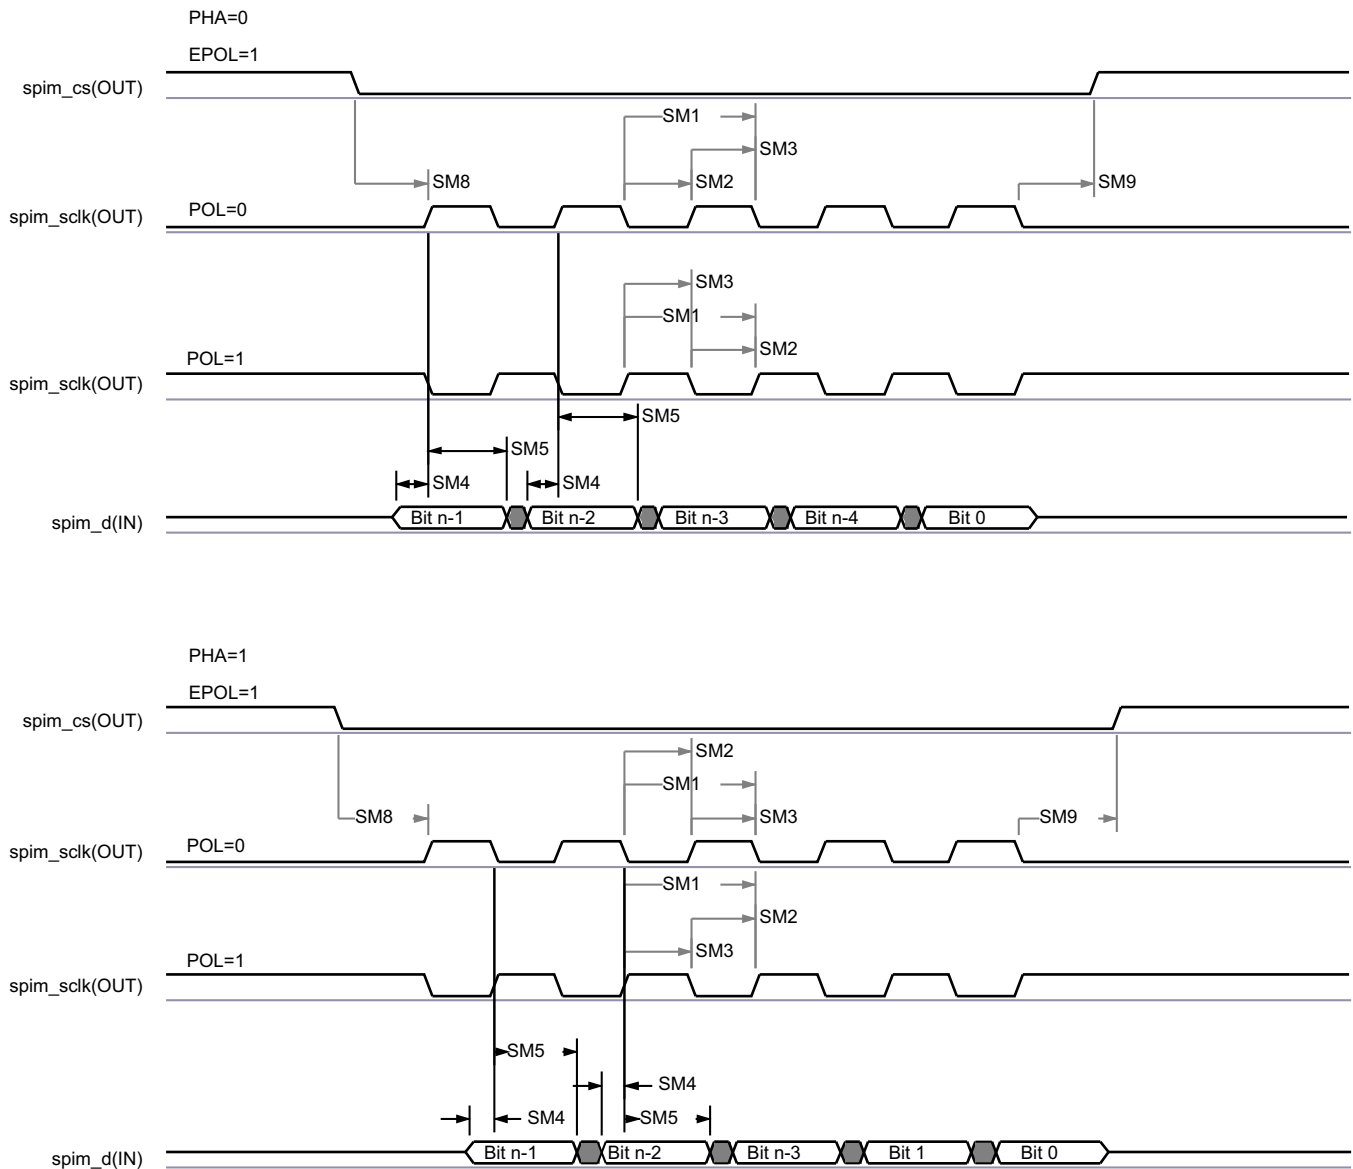 PHA=0
EPOL=1
spim_cs(OUT)
SM1
SM3
SM8
SM2
SM9
POL=0
spim_sclk(OUT)
SM3
SM1
SM2
POL=1
spim_sclk(OUT)
SM5
SM5
SM4
SM4
spim_d(IN)
Bit n-1
Bit n-2
Bit n-3
Bit n-4
Bit 0
PHA=1
EPOL=1
spim_cs(OUT)
SM2
SM1
SM8
SM3
SM9
POL=0
spim_sclk(OUT)
SM1
SM2
SM3
POL=1
spim_sclk(OUT)
SM5
SM4
SM4
SM5
spim_d(IN)
Bit n-1
Bit n-2
Bit n-3
Bit 1
Bit 0